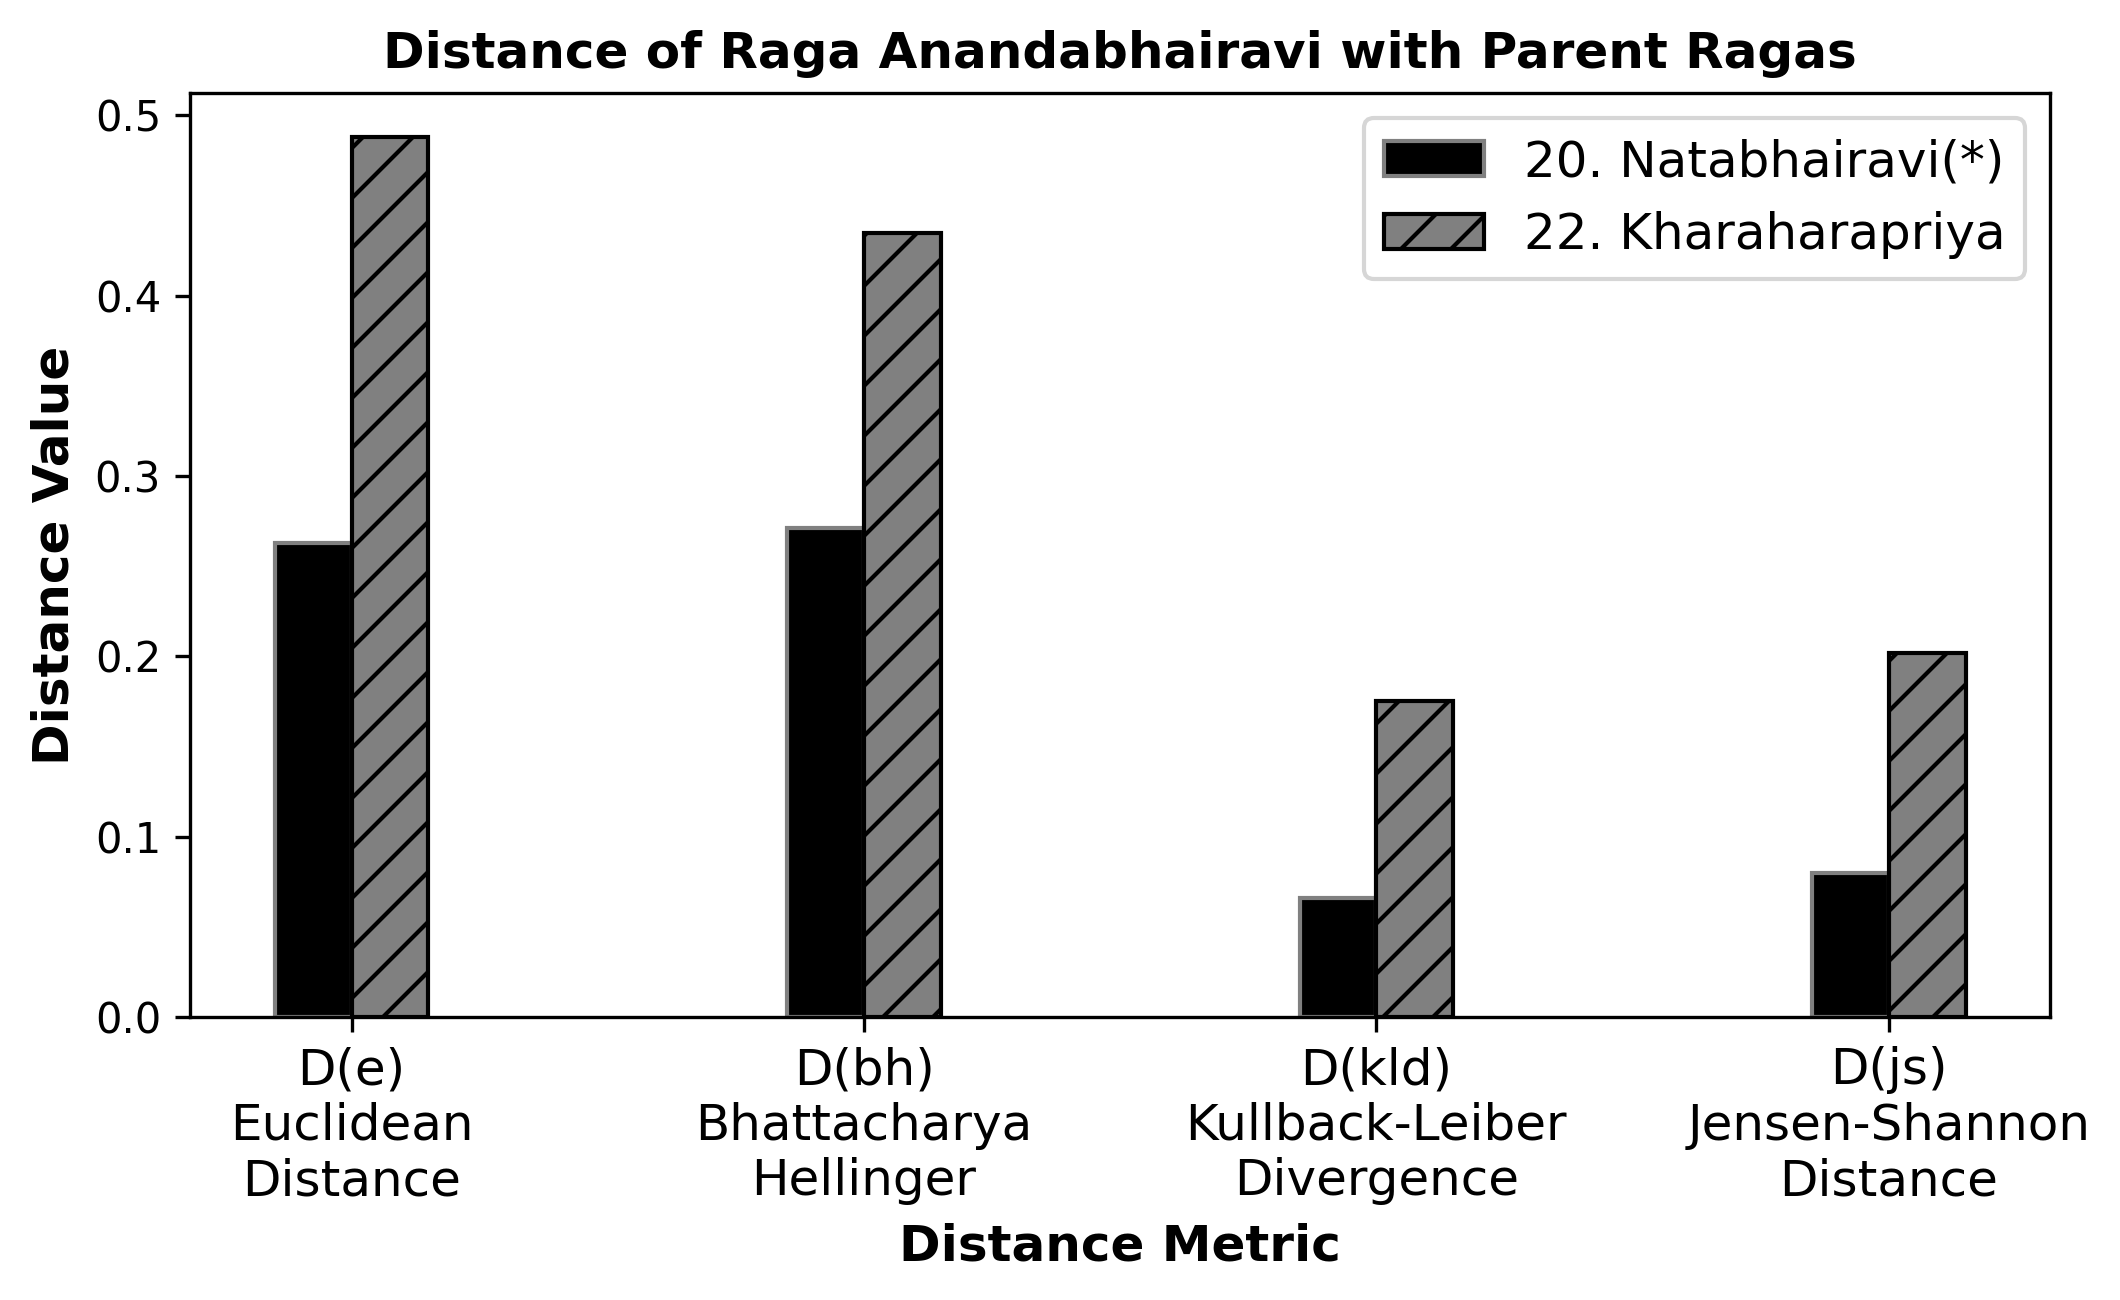 Distance of Raga Anandabhairavi with Parent Ragas
20. Natabhairavi(*)
22. Kharaharapriya
Distance Value
0.5
0.4
0.3
0.2
0.1
0.0
D(e)
Euclidean
Distance
D(bh)
Bhattacharya
Hellinger
D(kld)
Kullback-Leiber
Divergence
D(js)
Jensen-Shannon
Distance
Distance Metric